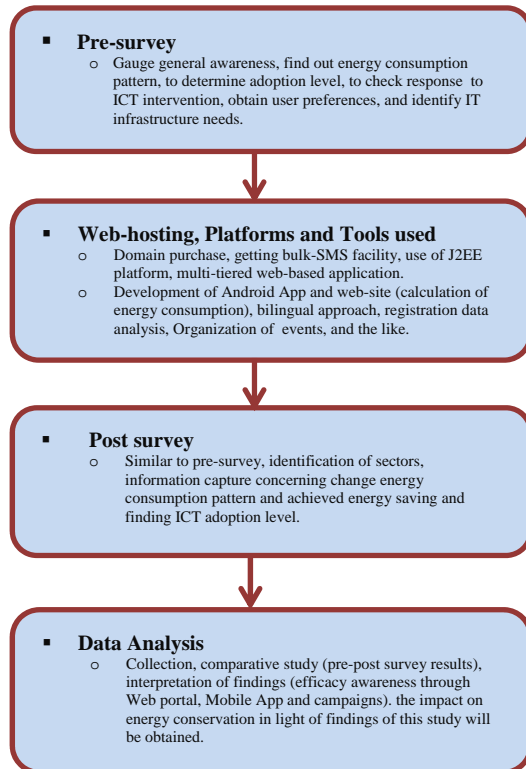 ▪ Pre-survey
o Gauge general awareness, find out energy consumption
pattern, to determine adoption level, to check response to
ICT intervention, obtain user preferences, and identify IT
infrastructure needs.
▪ Web-hosting, Platforms and Tools used
o Domain purchase, getting bulk-SMS facility, use of J2EE
platform, multi-tiered web-based application.
o Development of Android App and web-site (calculation of
energy consumption), bilingual approach, registration data
analysis, Organization of events, and the like.
▪ Post survey
o Similar to pre-survey, identification of sectors,
information capture concerning change energy
consumption pattern and achieved energy saving and
finding ICT adoption level.
▪ Data Analysis
o Collection, comparative study (pre-post survey results),
interpretation of findings (efficacy awareness through
Web portal, Mobile App and campaigns). the impact on
energy conservation in light of findings of this study will
be obtained.